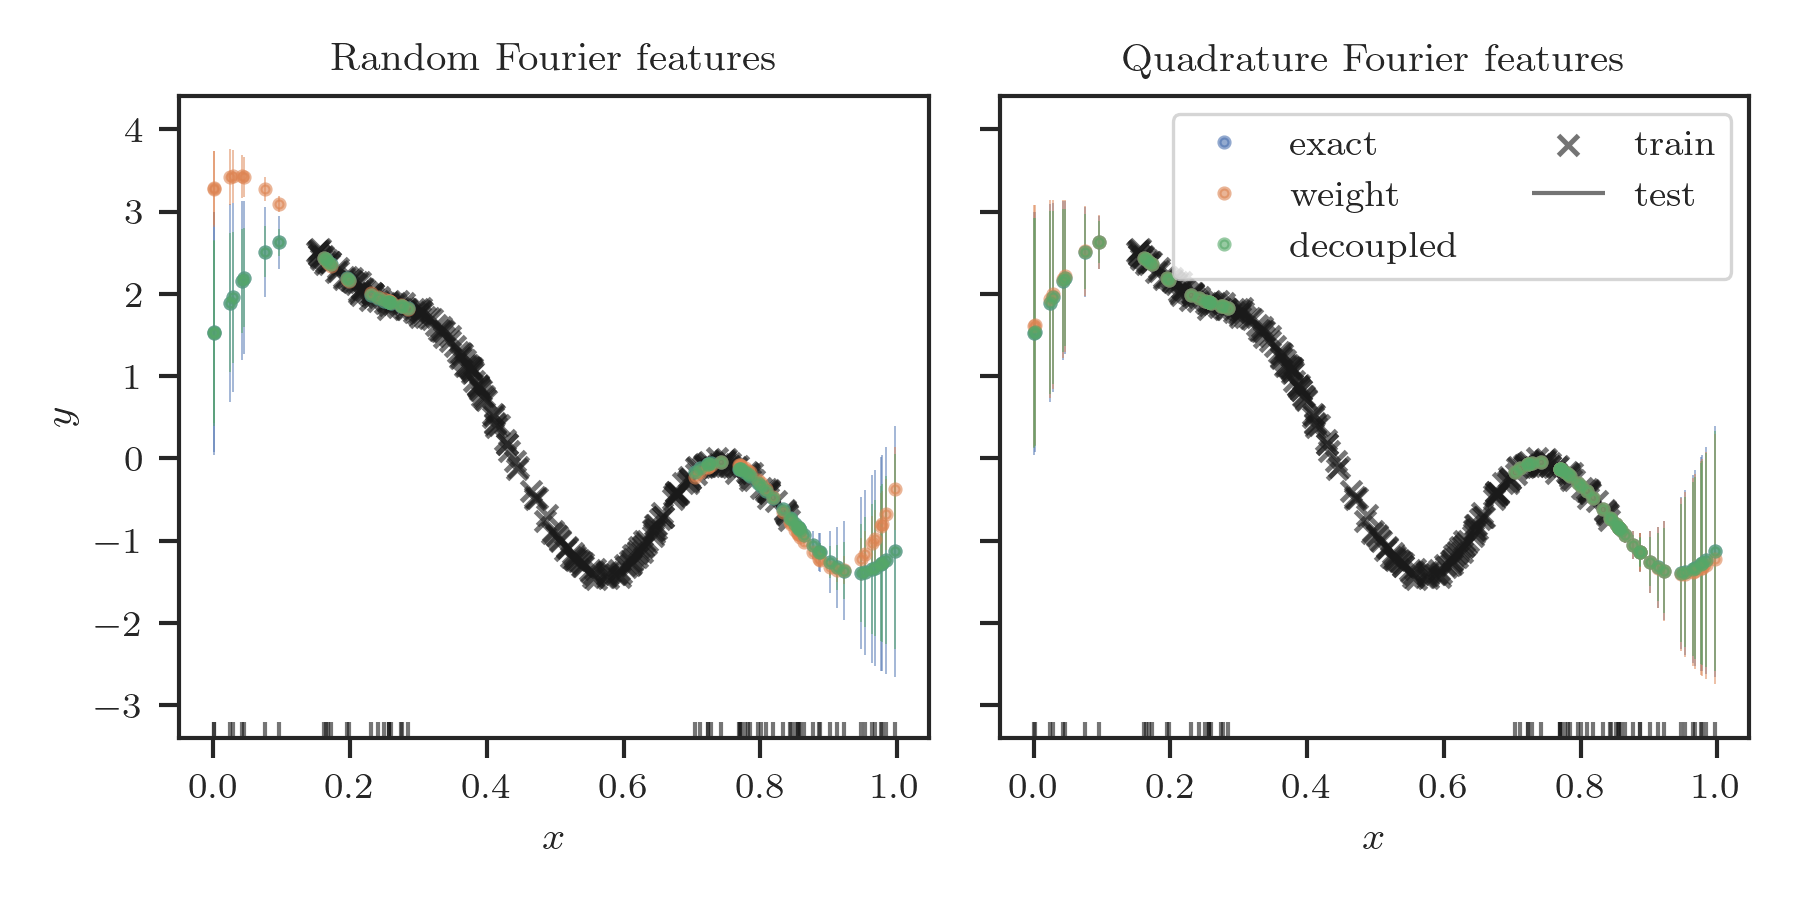 Random Fourier features
Quadrature Fourier features
4
3
2
1
0
−1
−2
−3
y
0.0 0.2 0.4 0.6 0.8 1.0
x
exact
weight
decoupled
train
test
0.0 0.2 0.4 0.6 0.8 1.0
x